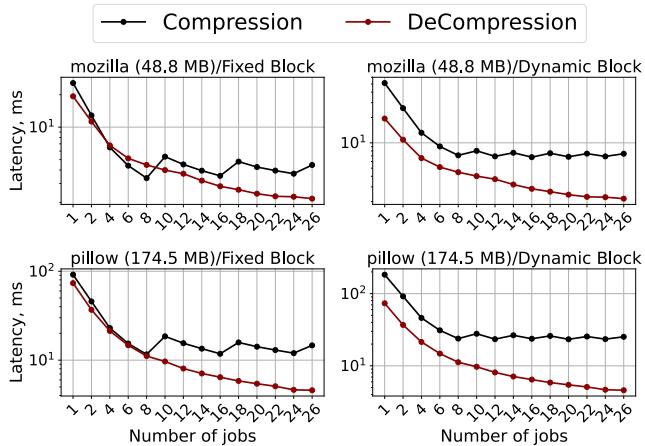 Compression DeCompression
mozilla (48.8 MB)/Fixed Block
Latency, ms
10¹
1 2 4 6 8 10 12 14 16 18 20 22 24 26
mozilla (48.8 MB)/Dynamic Block
10¹
1 2 4 6 8 10 12 14 16 18 20 22 24 26
pillow (174.5 MB)/Fixed Block
Latency, ms
10²
10¹
1 2 4 6 8 10 12 14 16 18 20 22 24 26
Number of jobs
pillow (174.5 MB)/Dynamic Block
10²
10¹
1 2 4 6 8 10 12 14 16 18 20 22 24 26
Number of jobs